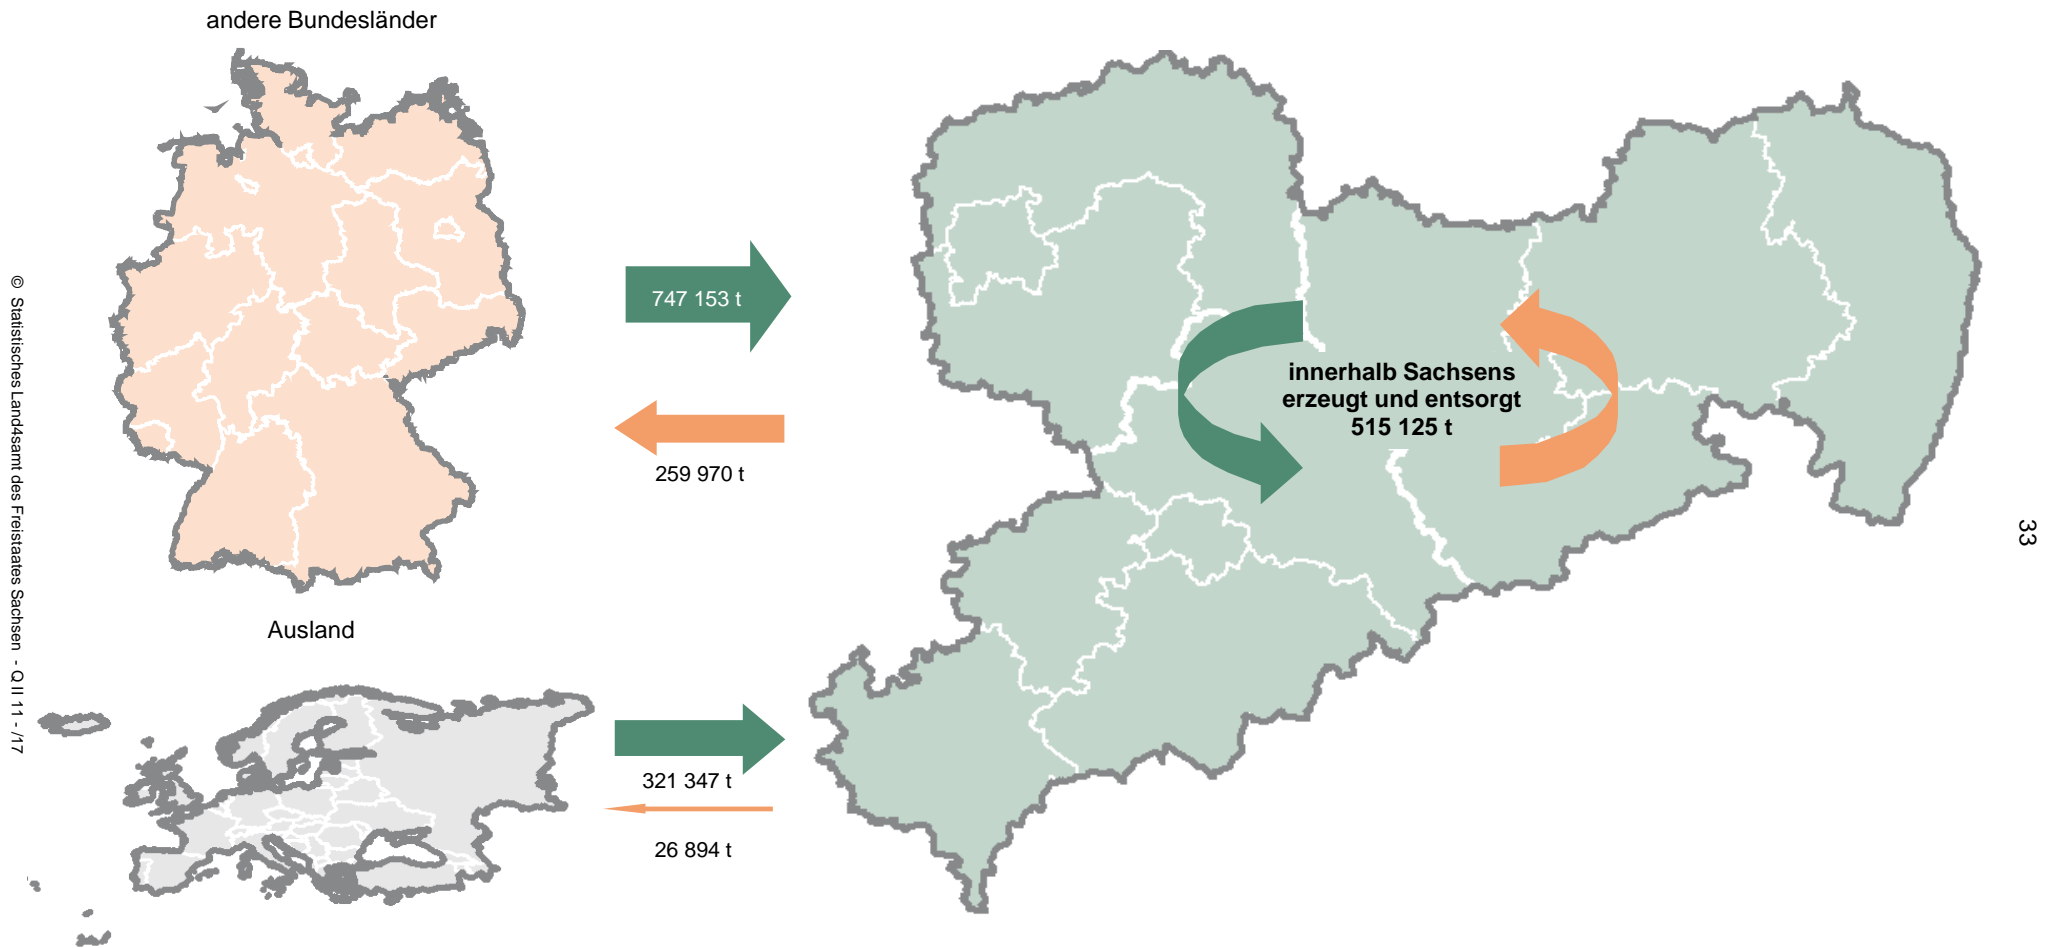 andere Bundesländer
747 153 t
259 970 t
innerhalb Sachsens
erzeugt und entsorgt
515 125 t
Ausland
321 347 t
26 894 t
© Statistisches Land4samt des Freistaates Sachsen - Q II 11 - /17
33